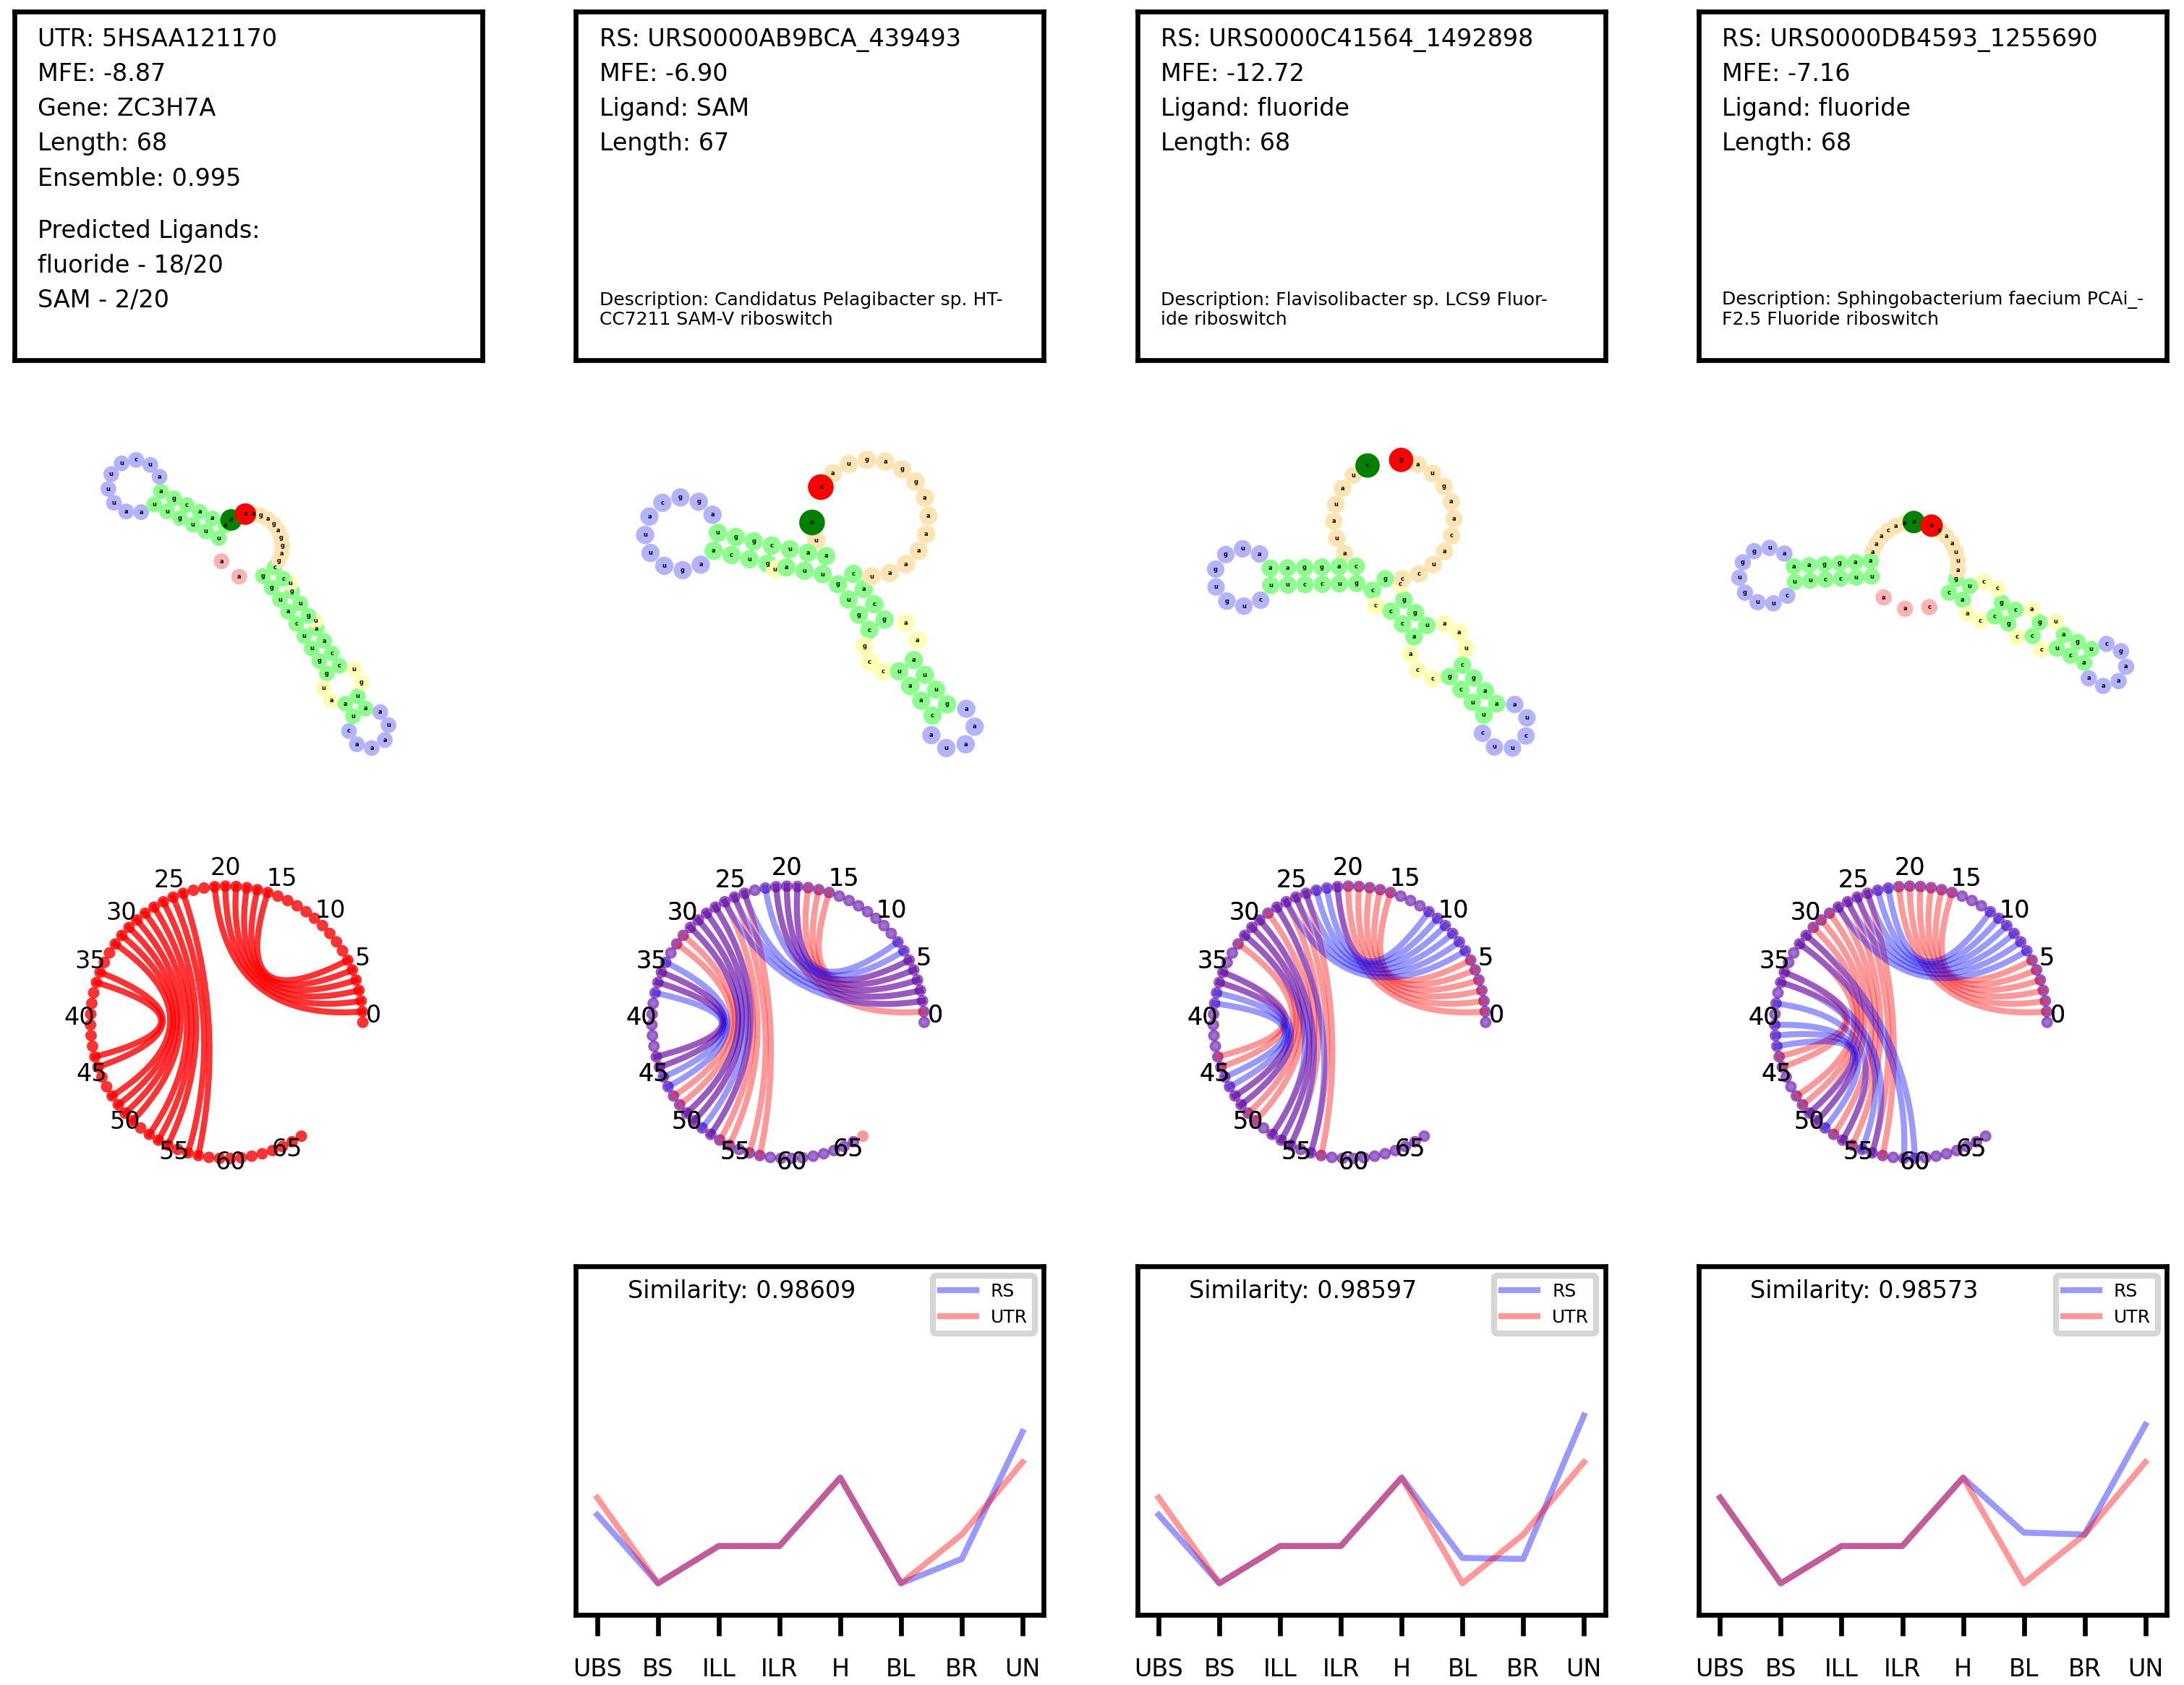 UTR: 5HSAA121170
MFE: -8.87
Gene: ZC3H7A
Length: 68
Ensemble: 0.995
Predicted Ligands:
fluoride - 18/20
SAM - 2/20
RS: URS0000AB9BCA_439493
MFE: -6.90
Ligand: SAM
Length: 67
Description: Candidatus Pelagibacter sp. HT-
CC7211 SAM-V riboswitch
RS: URS0000C41564_1492898
MFE: -12.72
Ligand: fluoride
Length: 68
Description: Flavisolibacter sp. LCS9 Fluor-
ide riboswitch
RS: URS0000DB4593_1255690
MFE: -7.16
Ligand: fluoride
Length: 68
Description: Sphingobacterium faecium PCAi_-
F2.5 Fluoride riboswitch
0 5 10 15 20 25 30 35 40 45 50 55 60 65
0 5 10 15 20 25 30 35 40 45 50 55 60 65
0 5 10 15 20 25 30 35 40 45 50 55 60 65
0 5 10 15 20 25 30 35 40 45 50 55 60 65
Similarity: 0.98609
RS
UTR
UBS BS ILL ILR H BL BR UN
Similarity: 0.98597
RS
UTR
UBS BS ILL ILR H BL BR UN
Similarity: 0.98573
RS
UTR
UBS BS ILL ILR H BL BR UN